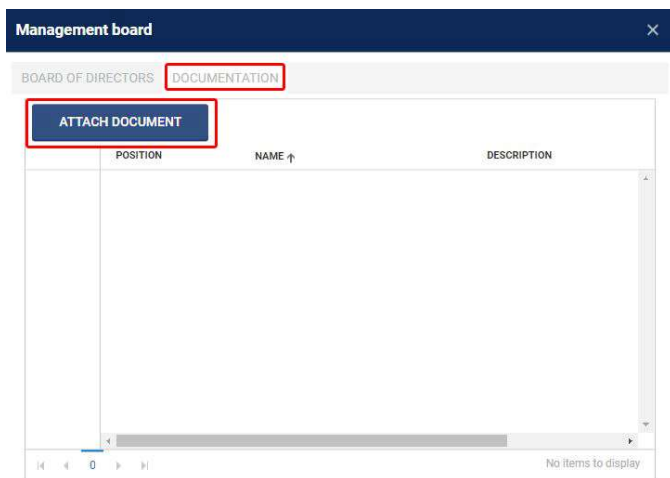 Management board
BOARD OF DIRECTORS DOCUMENTATION
ATTACH DOCUMENT
POSITION NAME DESCRIPTION
0 No items to display